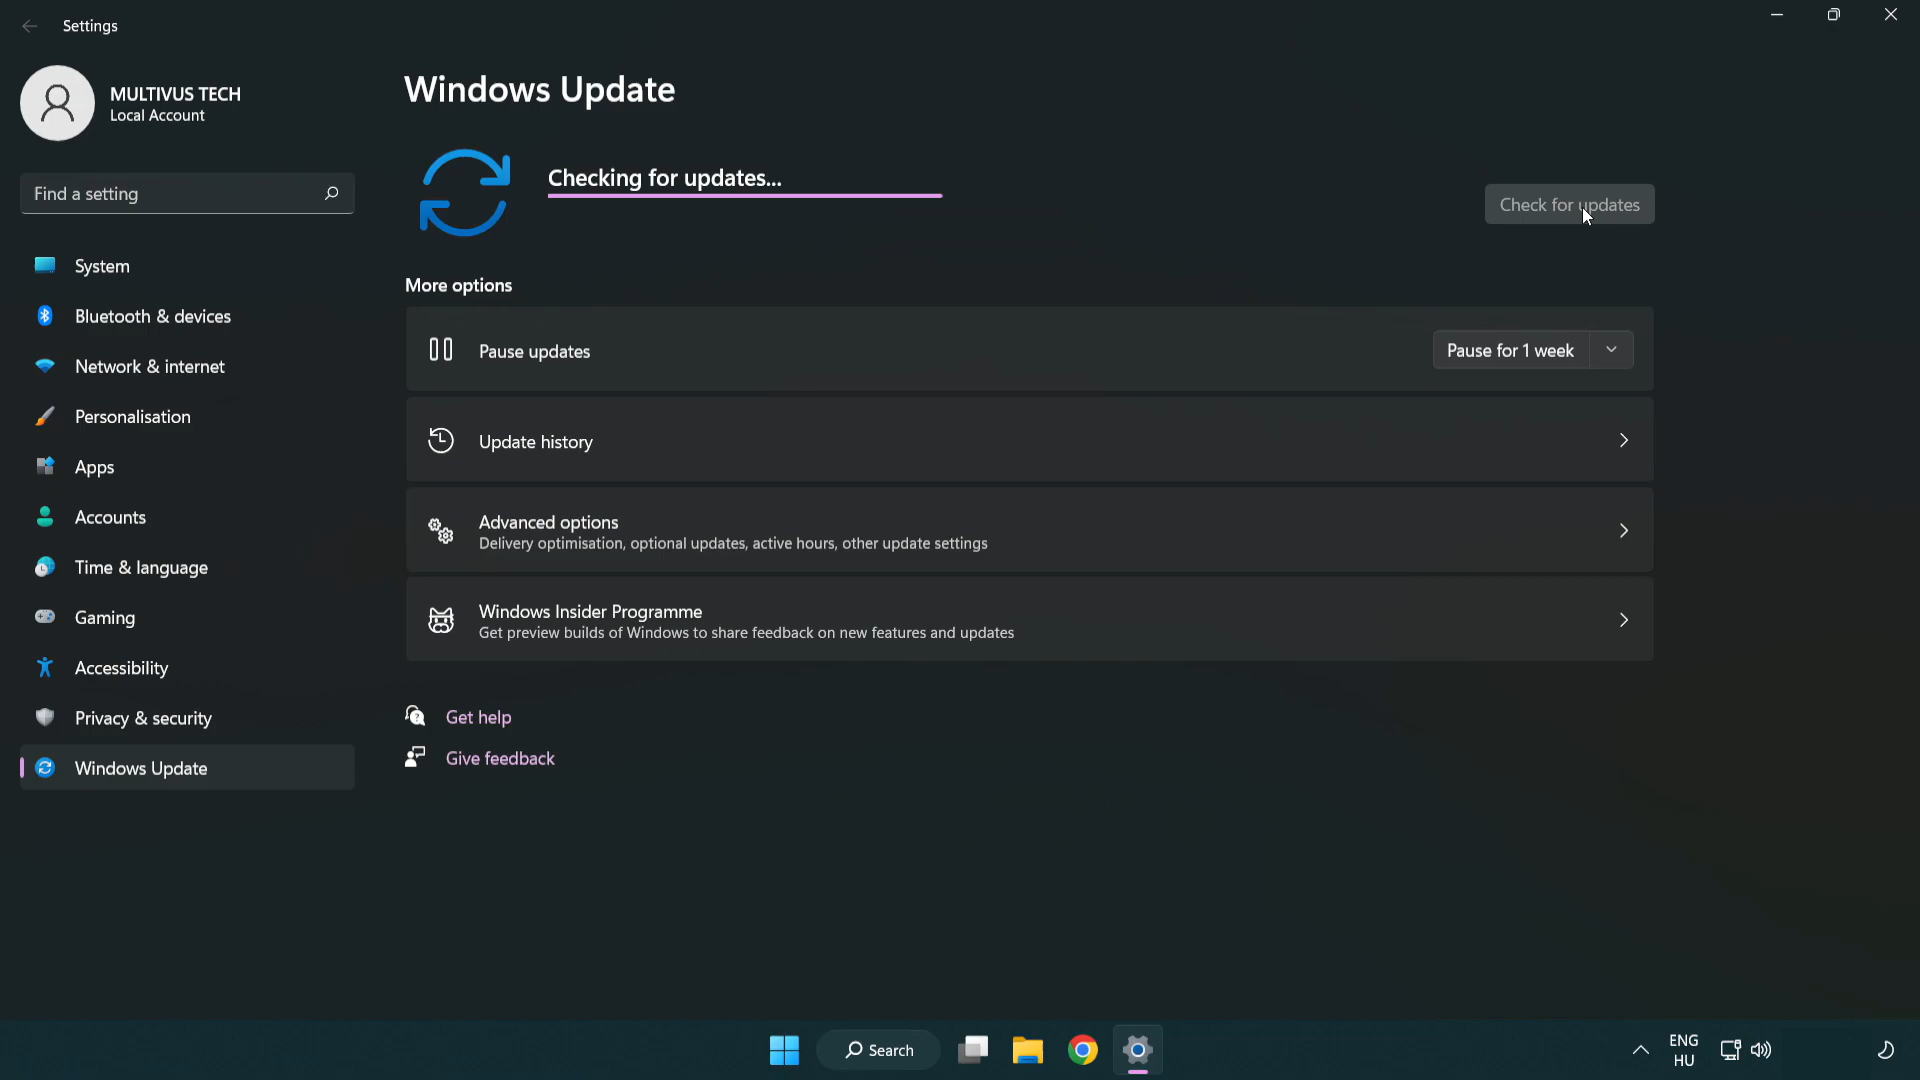 Settings
MULTIVUS TECH
Local Account
Find a setting
System
Bluetooth & devices
Network & internet
Personalisation
Apps
Accounts
Time & language
Gaming
Accessibility
Privacy & security
Windows Update
Windows Update
Checking for updates...
Check for updates
More options
Pause updates
Pause for 1 week
Update history
Advanced options
Delivery optimisation, optional updates, active hours, other update settings
Windows Insider Programme
Get preview builds of Windows to share feedback on new features and updates
Get help
Give feedback
Search
ENG
HU